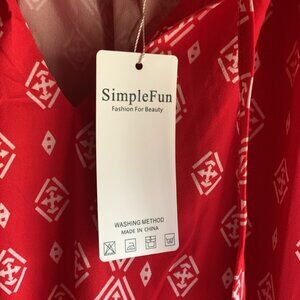 SimpleFun
Fashion For Beauty
WASHING METHOD
MADE IN CHINA